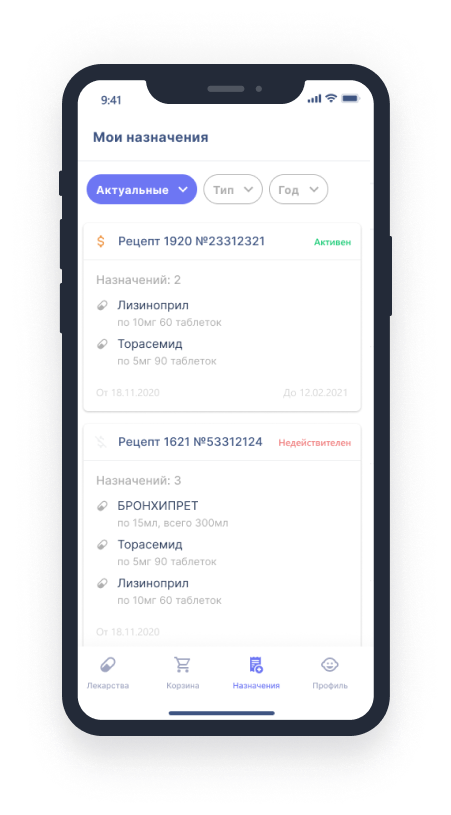 9:41
Мои назначения
Актуальные Тип Год
$ Рецепт 1920 №23312321 Активен
Назначений: 2
Лизиноприл
по 10мг 60 таблеток
Торасемид
по 5мг 90 таблеток
От 18.11.2020 До 12.02.2021
Рецепт 1621 №53312124 Недействителен
Назначений: 3
БРОНХИПРЕТ
по 15мл, всего 300мл
Торасемид
по 5мг 90 таблеток
Лизиноприл
по 10мг 60 таблеток
От 18.11.2020
Лекарства Корзина Назначения Профиль